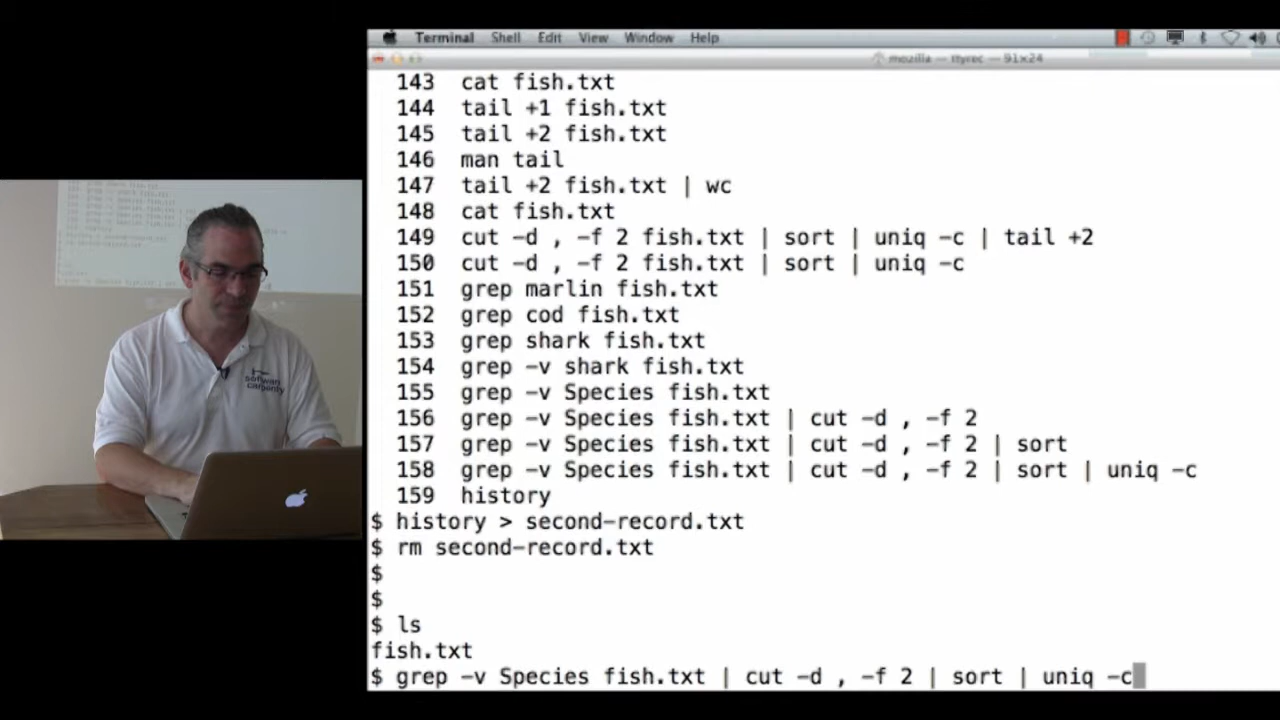 Terminal Shell Edit View Window Help
mozilla — ttyrec — 91×24
143 cat fish.txt
144 tail +1 fish.txt
145 tail +2 fish.txt
146 man tail
147 tail +2 fish.txt | wc
148 cat fish.txt
149 cut -d , -f 2 fish.txt | sort | uniq -c | tail +2
150 cut -d , -f 2 fish.txt | sort | uniq -c
151 grep marlin fish.txt
152 grep cod fish.txt
153 grep shark fish.txt
154 grep -v shark fish.txt
155 grep -v Species fish.txt
156 grep -v Species fish.txt | cut -d , -f 2
157 grep -v Species fish.txt | cut -d , -f 2 | sort
158 grep -v Species fish.txt | cut -d , -f 2 | sort | uniq -c
159 history
$ history > second-record.txt
$ rm second-record.txt
$
$
$ ls
fish.txt
$ grep -v Species fish.txt | cut -d , -f 2 | sort | uniq -c
software
carpentry